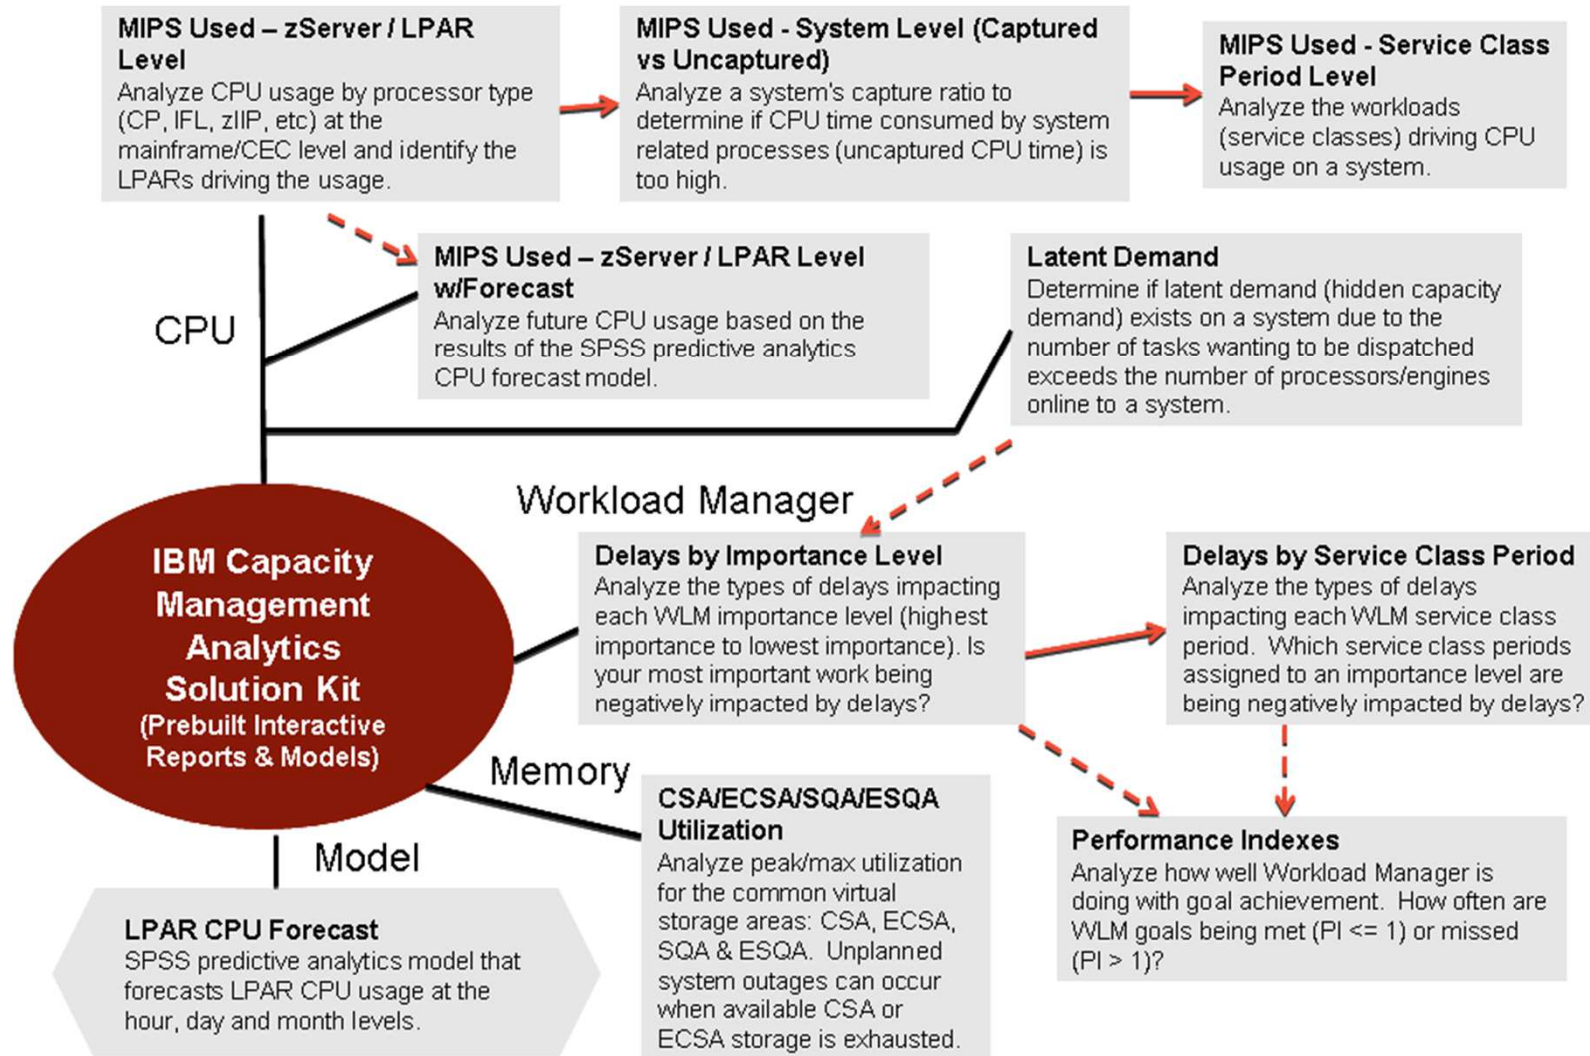 MIPS Used – zServer / LPAR
Level
Analyze CPU usage by processor type
(CP, IFL, zIIP, etc) at the
mainframe/CEC level and identify the
LPARs driving the usage.
MIPS Used - System Level (Captured
vs Uncaptured)
Analyze a system's capture ratio to
determine if CPU time consumed by system
related processes (uncaptured CPU time) is
too high.
MIPS Used - Service Class
Period Level
Analyze the workloads
(service classes) driving CPU
usage on a system.
CPU
MIPS Used – zServer / LPAR Level
w/Forecast
Analyze future CPU usage based on the
results of the SPSS predictive analytics
CPU forecast model.
Latent Demand
Determine if latent demand (hidden capacity
demand) exists on a system due to the
number of tasks wanting to be dispatched
exceeds the number of processors/engines
online to a system.
Workload Manager
IBM Capacity
Management
Analytics
Solution Kit
(Prebuilt Interactive
Reports & Models)
Delays by Importance Level
Analyze the types of delays impacting
each WLM importance level (highest
importance to lowest importance). Is
your most important work being
negatively impacted by delays?
Delays by Service Class Period
Analyze the types of delays
impacting each WLM service class
period.  Which service class periods
assigned to an importance level are
being negatively impacted by delays?
Memory
CSA/ECSA/SQA/ESQA
Utilization
Analyze peak/max utilization
for the common virtual
storage areas: CSA, ECSA,
SQA & ESQA.  Unplanned
system outages can occur
when available CSA or
ECSA storage is exhausted.
Performance Indexes
Analyze how well Workload Manager is
doing with goal achievement.  How often are
WLM goals being met (PI <= 1) or missed
(PI > 1)?
Model
LPAR CPU Forecast
SPSS predictive analytics model that
forecasts LPAR CPU usage at the
hour, day and month levels.